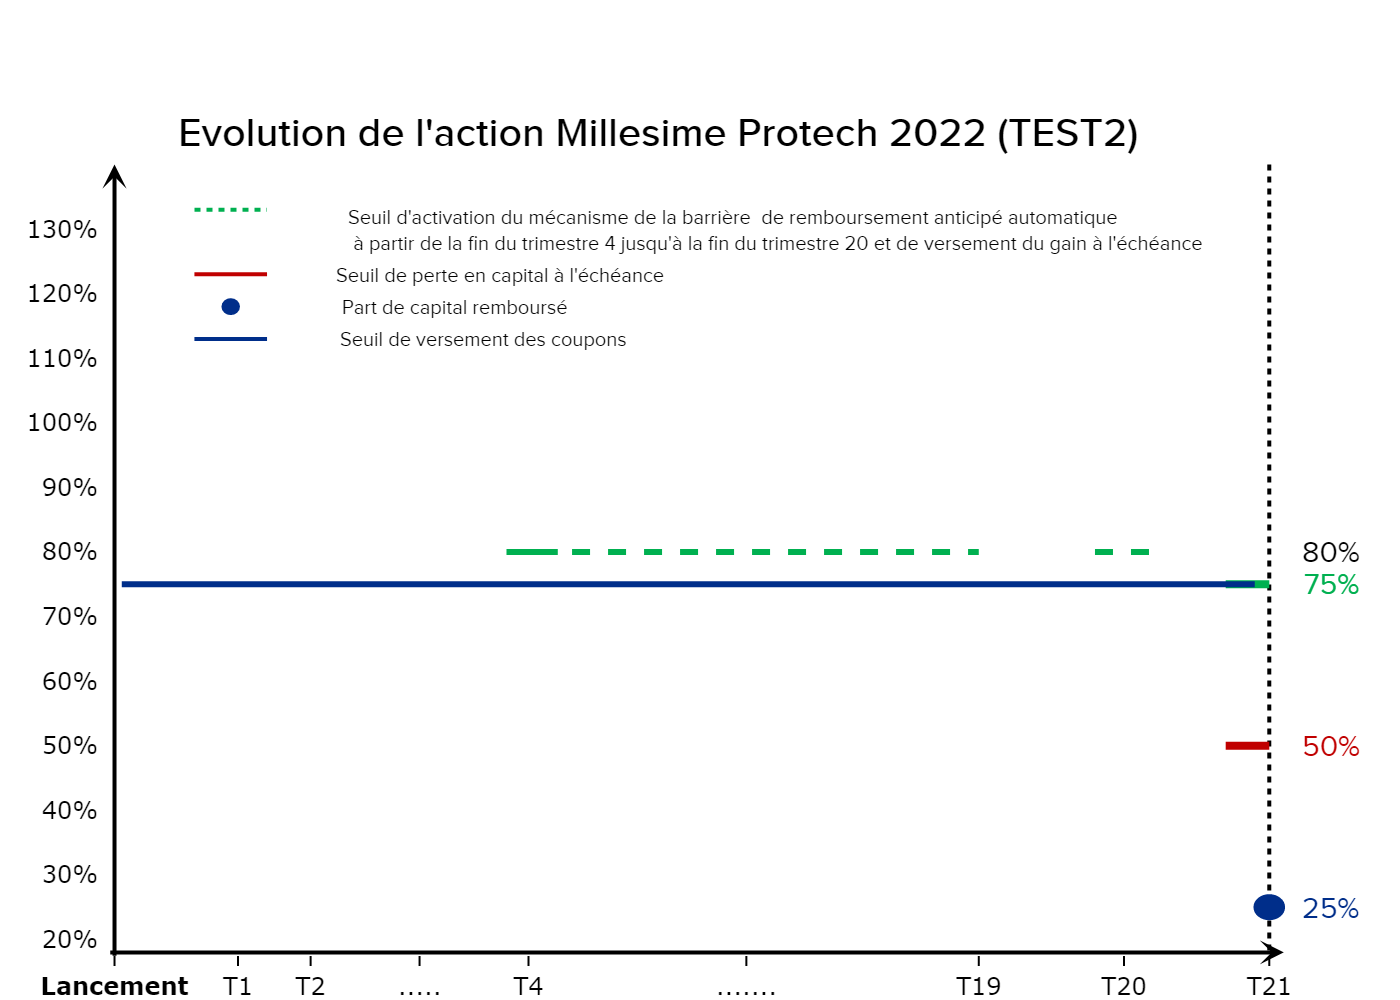 Evolution de l'action Millesime Protech 2022 (TEST2)
Seuil d'activation du mécanisme de la barrière  de remboursement anticipé automatique
à partir de la fin du trimestre 4 jusqu'à la fin du trimestre 20 et de versement du gain à l'échéance
Seuil de perte en capital à l'échéance
Part de capital remboursé
Seuil de versement des coupons
130%
120%
110%
100%
90%
80%
70%
60%
50%
40%
30%
20%
80%
75%
50%
25%
Lancement T1 T2 ..... T4 ....... T19 T20 T21